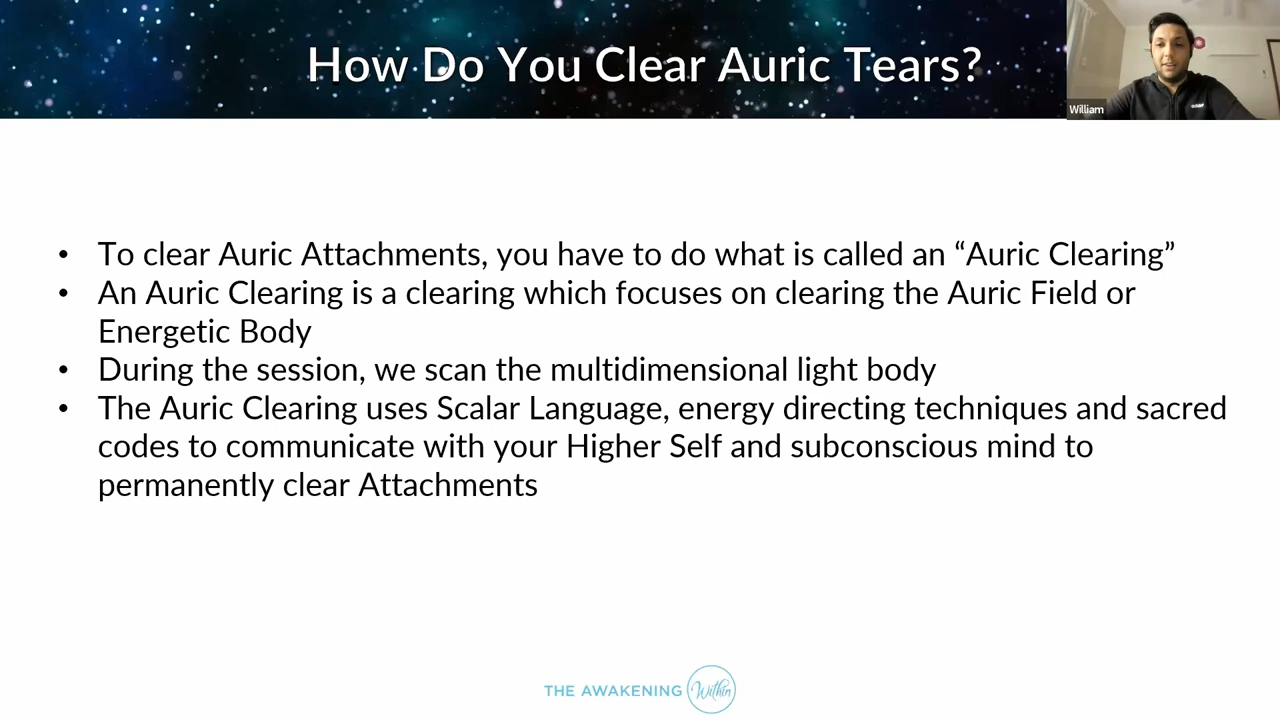 How Do You Clear Auric Tears?
William
• To clear Auric Attachments, you have to do what is called an “Auric Clearing”
• An Auric Clearing is a clearing which focuses on clearing the Auric Field or
Energetic Body
• During the session, we scan the multidimensional light body
• The Auric Clearing uses Scalar Language, energy directing techniques and sacred
codes to communicate with your Higher Self and subconscious mind to
permanently clear Attachments
THE AWAKENING Within